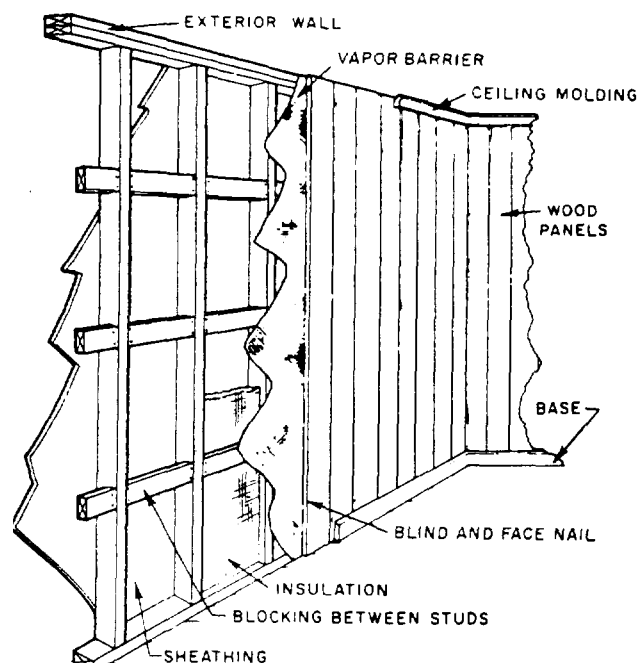 EXTERIOR WALL
VAPOR BARRIER
CEILING MOLDING
WOOD
PANELS
BASE
BLIND AND FACE NAIL
INSULATION
BLOCKING BETWEEN STUDS
SHEATHING